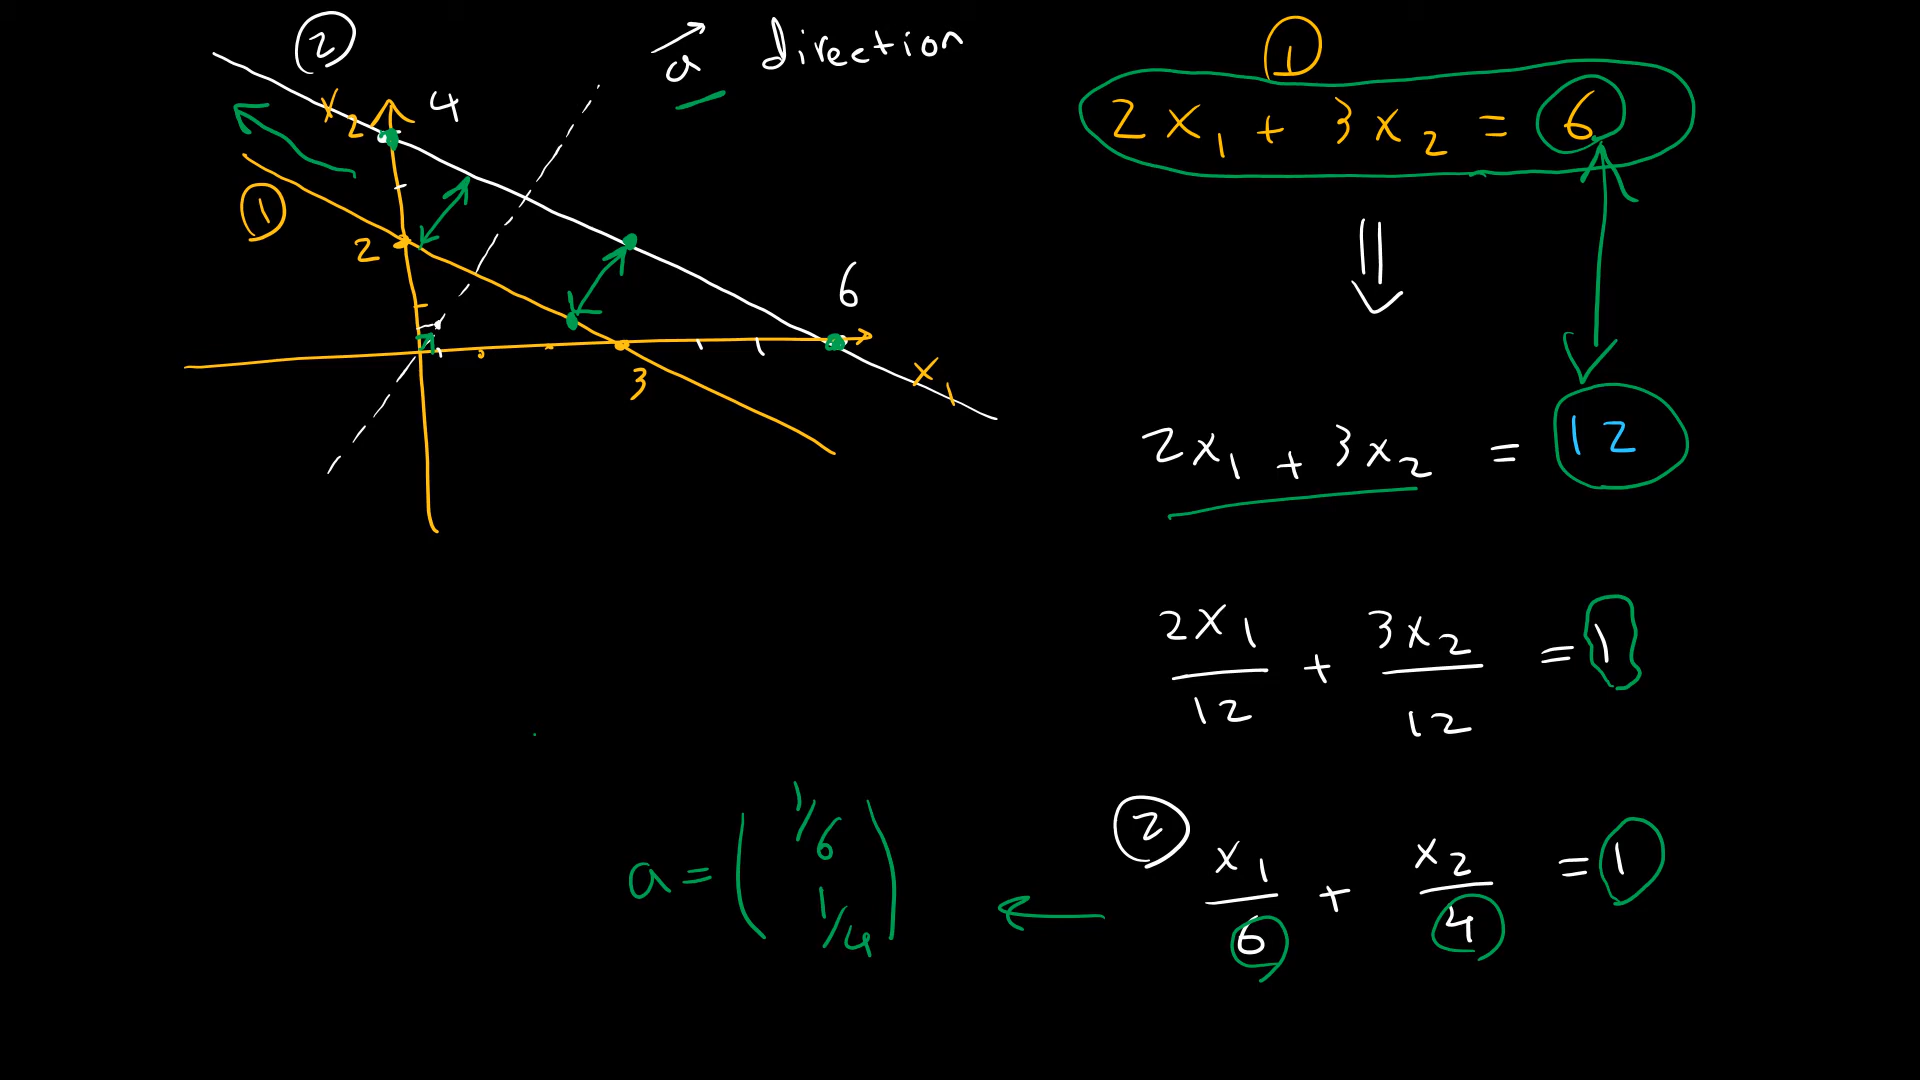 ②
a⃗ direction
①
x₂
4
2x₁ + 3x₂ = 6
①
2
6
3
x₁
⇓
2x₁ + 3x₂ = 12
2x₁/12 + 3x₂/12 = 1
②
x₁/6 + x₂/4 = 1
a = (1/6
1/4)